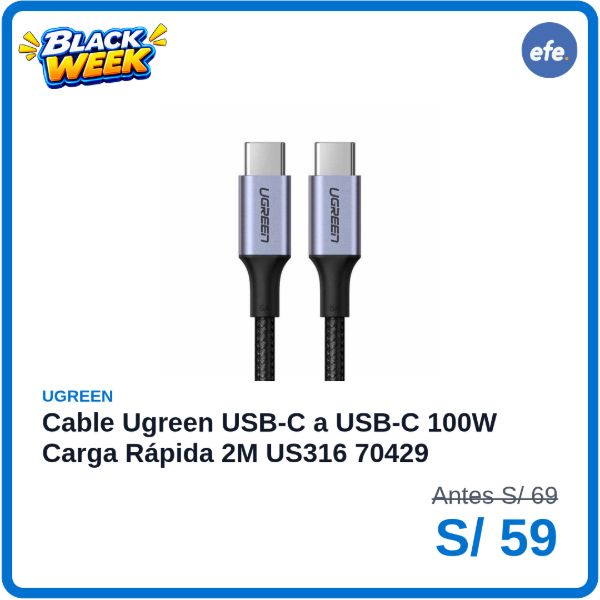 BLACK
WEEK
efe.
UGREEN
UGREEN
UGREEN
Cable Ugreen USB-C a USB-C 100W
Carga Rápida 2M US316 70429
Antes S/ 69
S/ 59